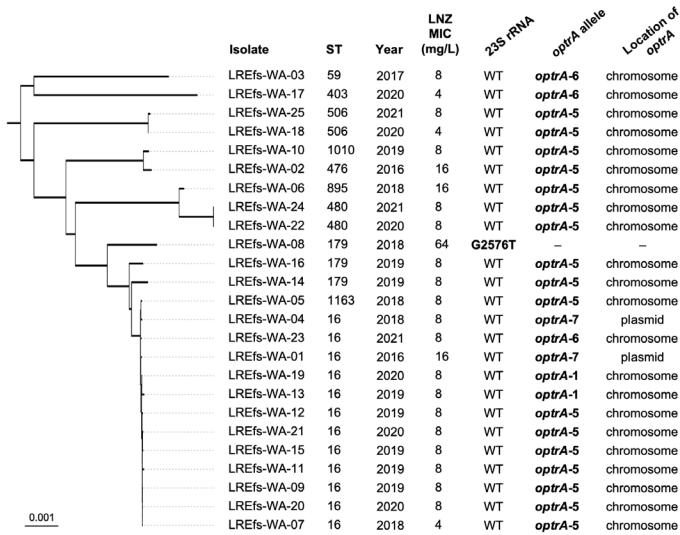 Isolate ST Year LNZ MIC (mg/L) 23S rRNA optrA allele Location of optrA
LREfs-WA-03 59 2017 8 WT optrA-6 chromosome
LREfs-WA-17 403 2020 4 WT optrA-6 chromosome
LREfs-WA-25 506 2021 8 WT optrA-5 chromosome
LREfs-WA-18 506 2020 4 WT optrA-5 chromosome
LREfs-WA-10 1010 2019 8 WT optrA-5 chromosome
LREfs-WA-02 476 2016 16 WT optrA-5 chromosome
LREfs-WA-06 895 2018 16 WT optrA-5 chromosome
LREfs-WA-24 480 2021 8 WT optrA-5 chromosome
LREfs-WA-22 480 2020 8 WT optrA-5 chromosome
LREfs-WA-08 179 2018 64 G2576T – –
LREfs-WA-16 179 2019 8 WT optrA-5 chromosome
LREfs-WA-14 179 2019 8 WT optrA-5 chromosome
LREfs-WA-05 1163 2018 8 WT optrA-5 chromosome
LREfs-WA-04 16 2018 8 WT optrA-7 plasmid
LREfs-WA-23 16 2021 8 WT optrA-6 chromosome
LREfs-WA-01 16 2016 16 WT optrA-7 plasmid
LREfs-WA-19 16 2020 8 WT optrA-1 chromosome
LREfs-WA-13 16 2019 8 WT optrA-1 chromosome
LREfs-WA-12 16 2019 8 WT optrA-5 chromosome
LREfs-WA-21 16 2020 8 WT optrA-5 chromosome
LREfs-WA-15 16 2019 8 WT optrA-5 chromosome
LREfs-WA-11 16 2019 8 WT optrA-5 chromosome
LREfs-WA-09 16 2019 8 WT optrA-5 chromosome
LREfs-WA-20 16 2020 8 WT optrA-5 chromosome
LREfs-WA-07 16 2018 4 WT optrA-5 chromosome
0.001